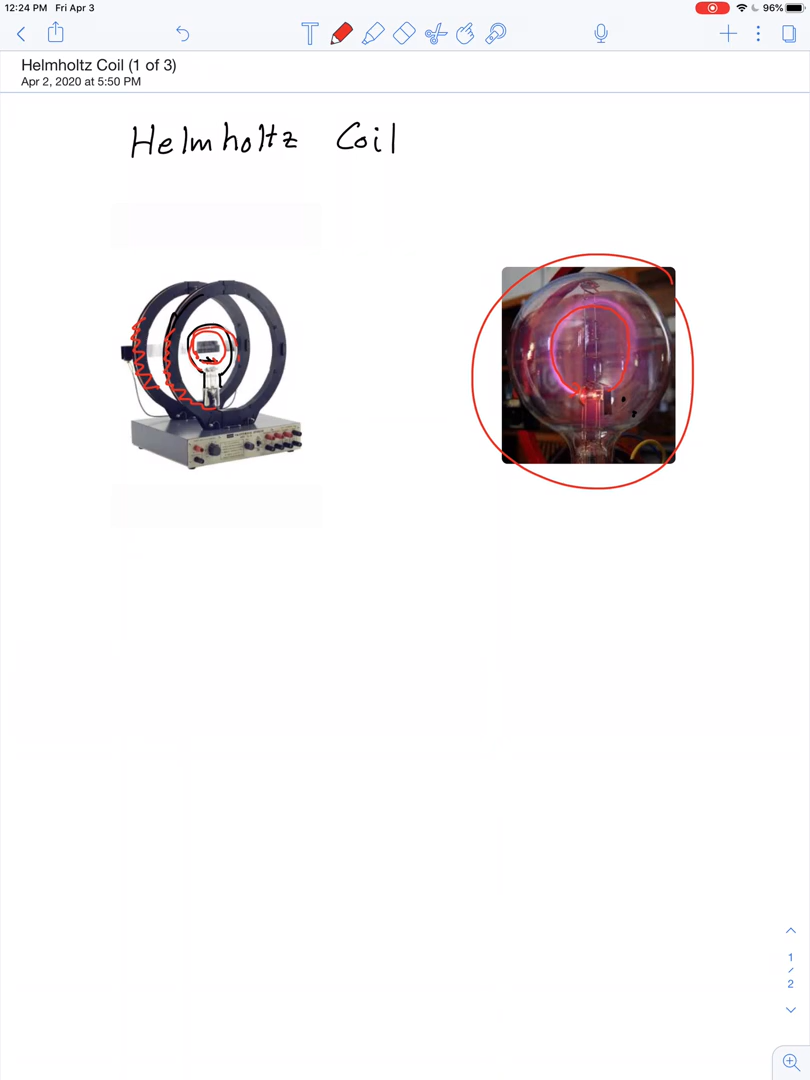 12:24 PM Fri Apr 3
96%
Helmholtz Coil (1 of 3)
Apr 2, 2020 at 5:50 PM
Helmholtz Coil
1
/
2